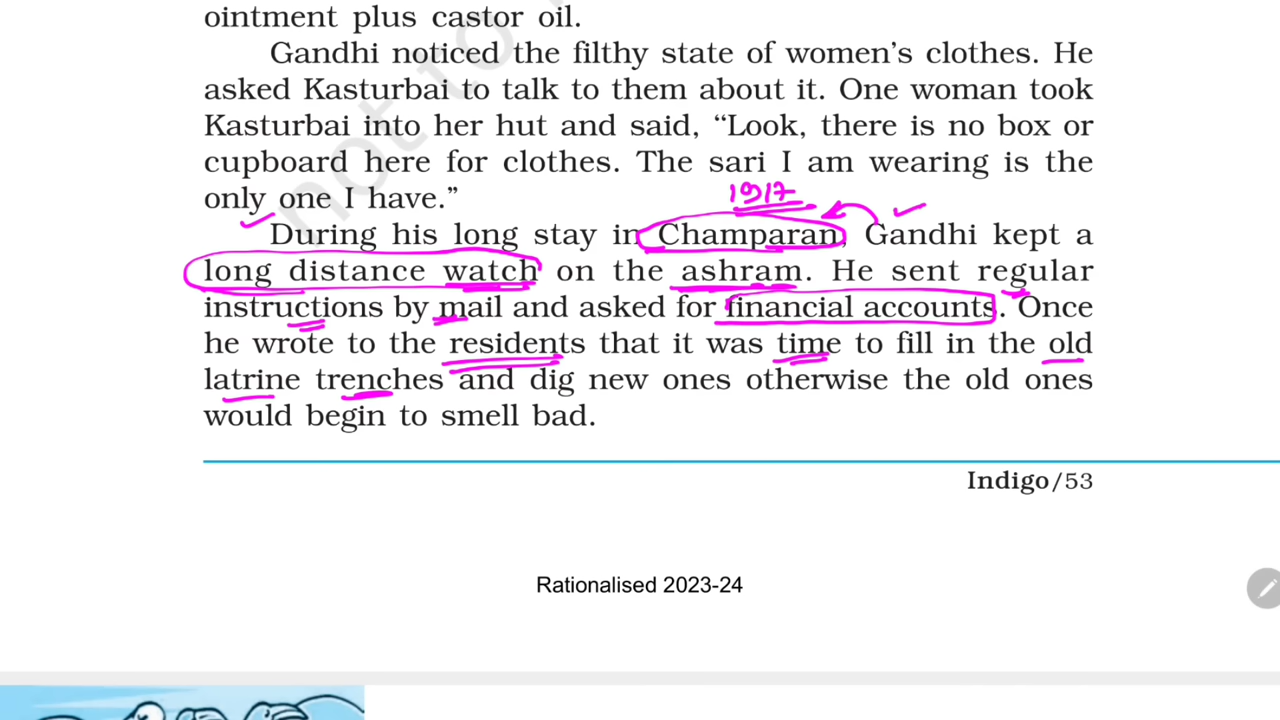 ointment plus castor oil.
Gandhi noticed the filthy state of women's clothes. He
asked Kasturbai to talk to them about it. One woman took
Kasturbai into her hut and said, “Look, there is no box or
cupboard here for clothes. The sari I am wearing is the
only one I have.”
1917
During his long stay in Champaran, Gandhi kept a
long distance watch on the ashram. He sent regular
instructions by mail and asked for financial accounts. Once
he wrote to the residents that it was time to fill in the old
latrine trenches and dig new ones otherwise the old ones
would begin to smell bad.
Indigo/53
Rationalised 2023-24
not to